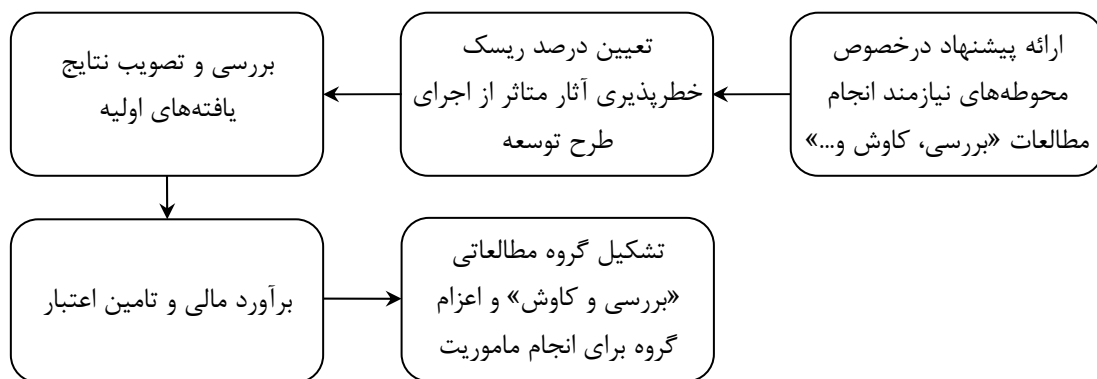 ارائه پیشنهاد درخصوص
محوطه‌های نیازمند انجام
مطالعات «بررسی، کاوش و...»
تعیین درصد ریسک
خطرپذیری آثار متاثر از اجرای
طرح توسعه
بررسی و تصویب نتایج
یافته‌های اولیه
برآورد مالی و تامین اعتبار
تشکیل گروه مطالعاتی
«بررسی و کاوش» و اعزام
گروه برای انجام ماموریت